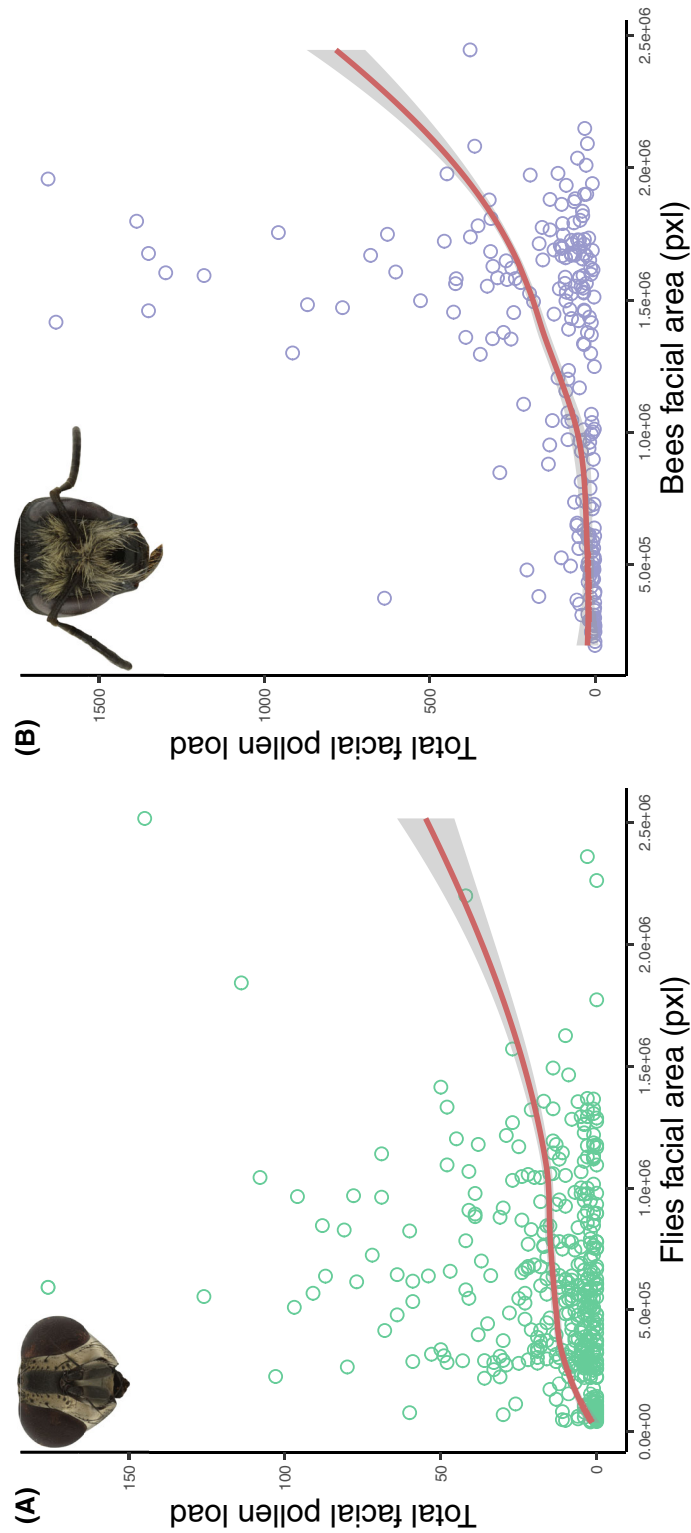 (A)
Total facial pollen load
150
100
50
0
0.0e+00
5.0e+05
1.0e+06
1.5e+06
2.0e+06
2.5e+06
Flies facial area (pxl)
(B)
Total facial pollen load
1500
1000
500
0
5.0e+05
1.0e+06
1.5e+06
2.0e+06
2.5e+06
Bees facial area (pxl)